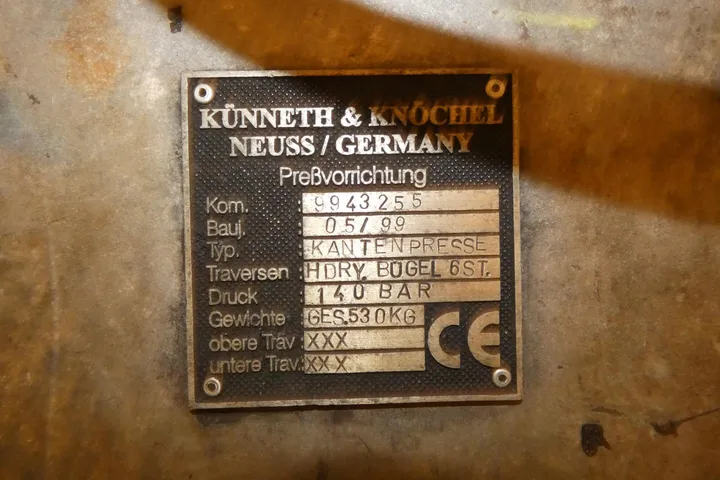 KÜNNETH & KNÖCHEL
NEUSS / GERMANY
Preßvorrichtung
Kom. 9943255
Bauj. 05/99
Typ. KANTENPRESSE
Traversen : HDRY. BÜGEL 6ST.
Druck : 140 BAR
Gewichte : GES.530KG
obere Trav : XXX
untere Trav.: XXX
CE